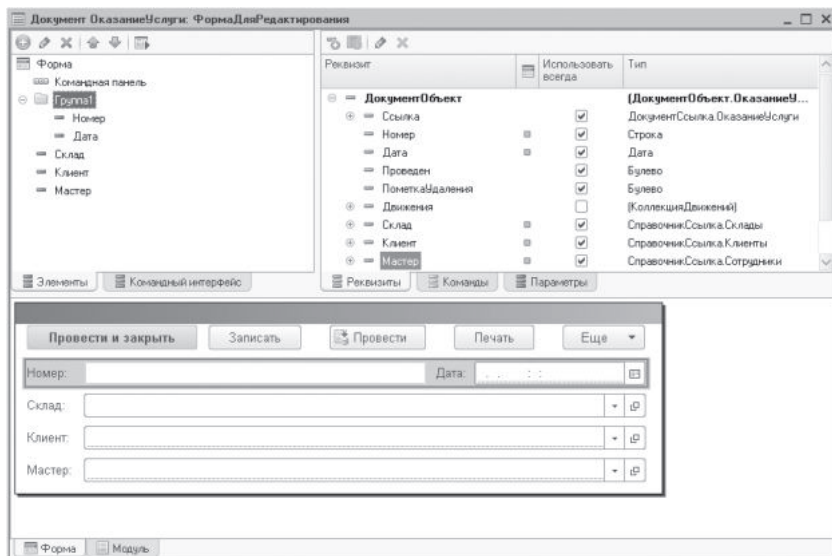 Документ ОказаниеУслуги: ФормаДляРедактирования
Форма
Командная панель
Группа1
Номер
Дата
Склад
Клиент
Мастер
Элементы
Командный интерфейс
Реквизит
Использовать всегда
Тип
ДокументОбъект
(ДокументОбъект.ОказаниеУ...
Ссылка
ДокументСсылка.ОказаниеУслуги
Номер
Строка
Дата
Дата
Проведен
Булево
ПометкаУдаления
Булево
Движения
(КоллекцияДвижений)
Склад
СправочникСсылка.Склады
Клиент
СправочникСсылка.Клиенты
Мастер
СправочникСсылка.Сотрудники
Реквизиты
Команды
Параметры
Провести и закрыть
Записать
Провести
Печать
Еще
Номер:
Дата:
Склад:
Клиент:
Мастер:
Форма
Модуль